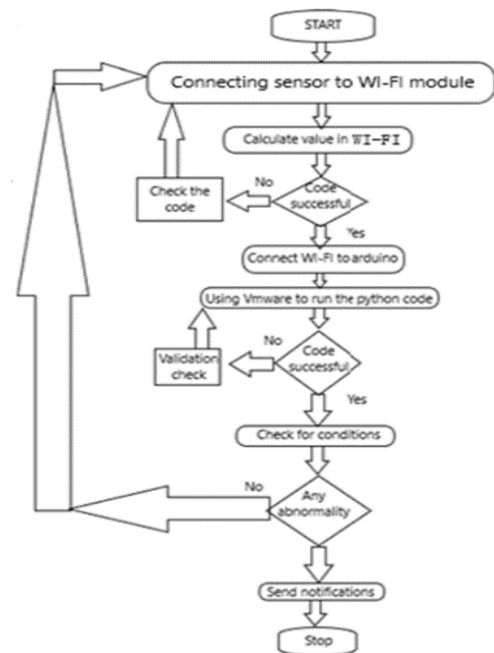 START
Connecting sensor to WI-FI module
Calculate value in WI-FI
No
Code
successful
Check the
code
Yes
Connect WI-FI to arduino
Using Vmware to run the python code
No
Code
successful
Validation
check
Yes
Check for conditions
No
Any
abnormality
Send notifications
Stop